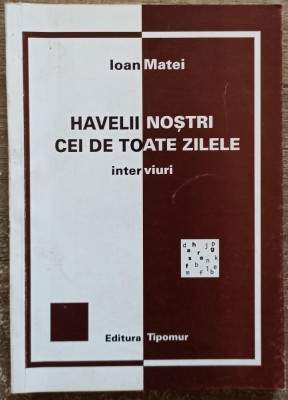 Ioan Matei
HAVELII NOȘTRI
CEI DE TOATE ZILELE
interviuri
Editura Tipomur